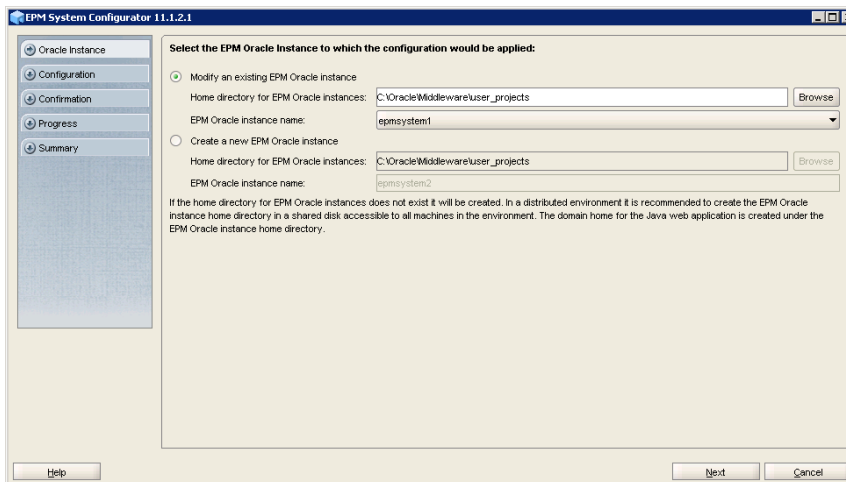 EPM System Configurator 11.1.2.1
Oracle Instance
Configuration
Confirmation
Progress
Summary
Select the EPM Oracle Instance to which the configuration would be applied:
Modify an existing EPM Oracle instance
Home directory for EPM Oracle instances: C:\Oracle\Middleware\user_projects Browse
EPM Oracle instance name: epmsystem1
Create a new EPM Oracle instance
Home directory for EPM Oracle instances: C:\Oracle\Middleware\user_projects Browse
EPM Oracle instance name: epmsystem2
If the home directory for EPM Oracle instances does not exist it will be created. In a distributed environment it is recommended to create the EPM Oracle
instance home directory in a shared disk accessible to all machines in the environment. The domain home for the Java web application is created under the
EPM Oracle instance home directory.
Help Next Cancel